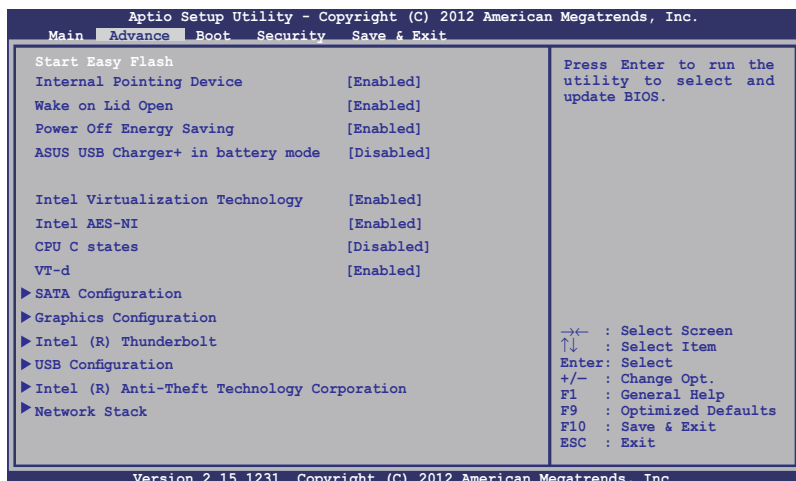 Aptio Setup Utility - Copyright (C) 2012 American Megatrends, Inc.
Main Advance Boot Security Save & Exit
Start Easy Flash
Internal Pointing Device [Enabled]
Wake on Lid Open [Enabled]
Power Off Energy Saving [Enabled]
ASUS USB Charger+ in battery mode [Disabled]
Intel Virtualization Technology [Enabled]
Intel AES-NI [Enabled]
CPU C states [Disabled]
VT-d [Enabled]
SATA Configuration
Graphics Configuration
Intel (R) Thunderbolt
USB Configuration
Intel (R) Anti-Theft Technology Corporation
Network Stack
Press Enter to run the
utility to select and
update BIOS.
→← : Select Screen
↑↓ : Select Item
Enter: Select
+/— : Change Opt.
F1 : General Help
F9 : Optimized Defaults
F10 : Save & Exit
ESC : Exit
Version 2.15.1231. Copyright (C) 2012 American Megatrends, Inc.